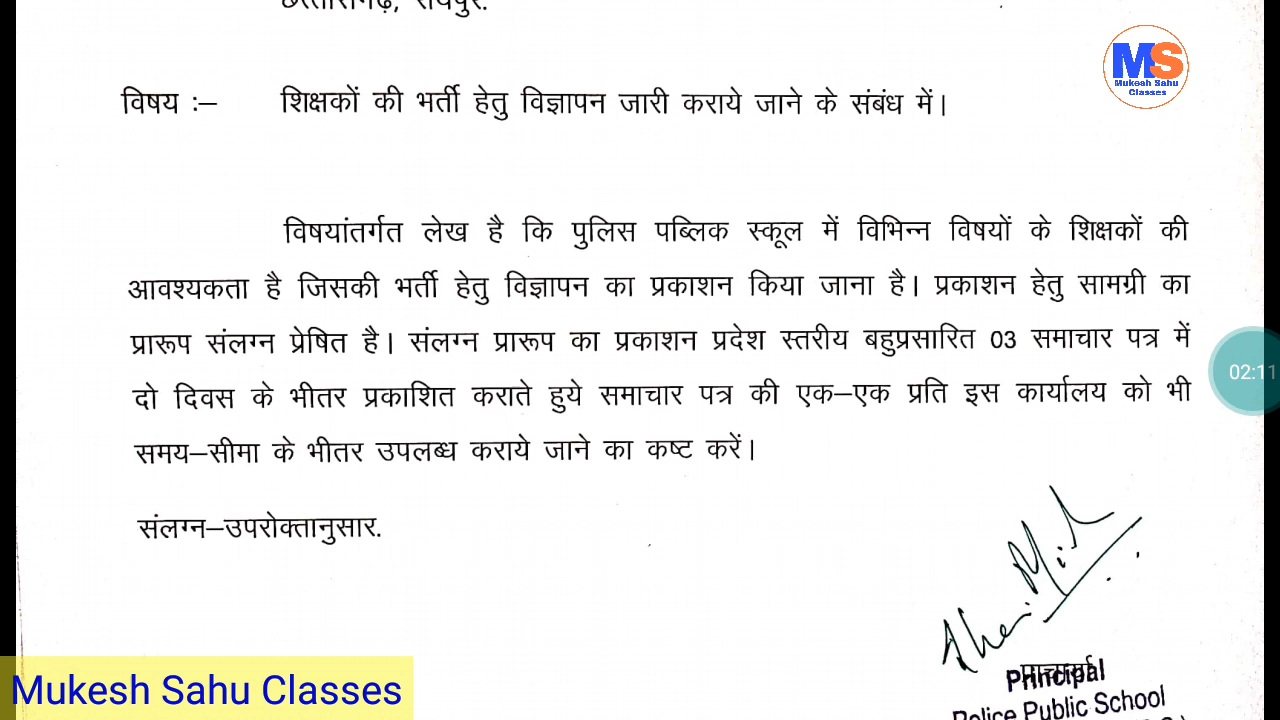 छत्तीसगढ़, रायपुर.
MS
Mukesh Sahu
Classes
विषय :– शिक्षकों की भर्ती हेतु विज्ञापन जारी कराये जाने के संबंध में।
विषयांतर्गत लेख है कि पुलिस पब्लिक स्कूल में विभिन्न विषयों के शिक्षकों की
आवश्यकता है जिसकी भर्ती हेतु विज्ञापन का प्रकाशन किया जाना है। प्रकाशन हेतु सामग्री का
प्रारूप संलग्न प्रेषित है। संलग्न प्रारूप का प्रकाशन प्रदेश स्तरीय बहुप्रसारित 03 समाचार पत्र में
02:11
दो दिवस के भीतर प्रकाशित कराते हुये समाचार पत्र की एक–एक प्रति इस कार्यालय को भी
समय–सीमा के भीतर उपलब्ध कराये जाने का कष्ट करें।
संलग्न–उपरोक्तानुसार.
प्राचार्य
Principal
Police Public School
Mukesh Sahu Classes